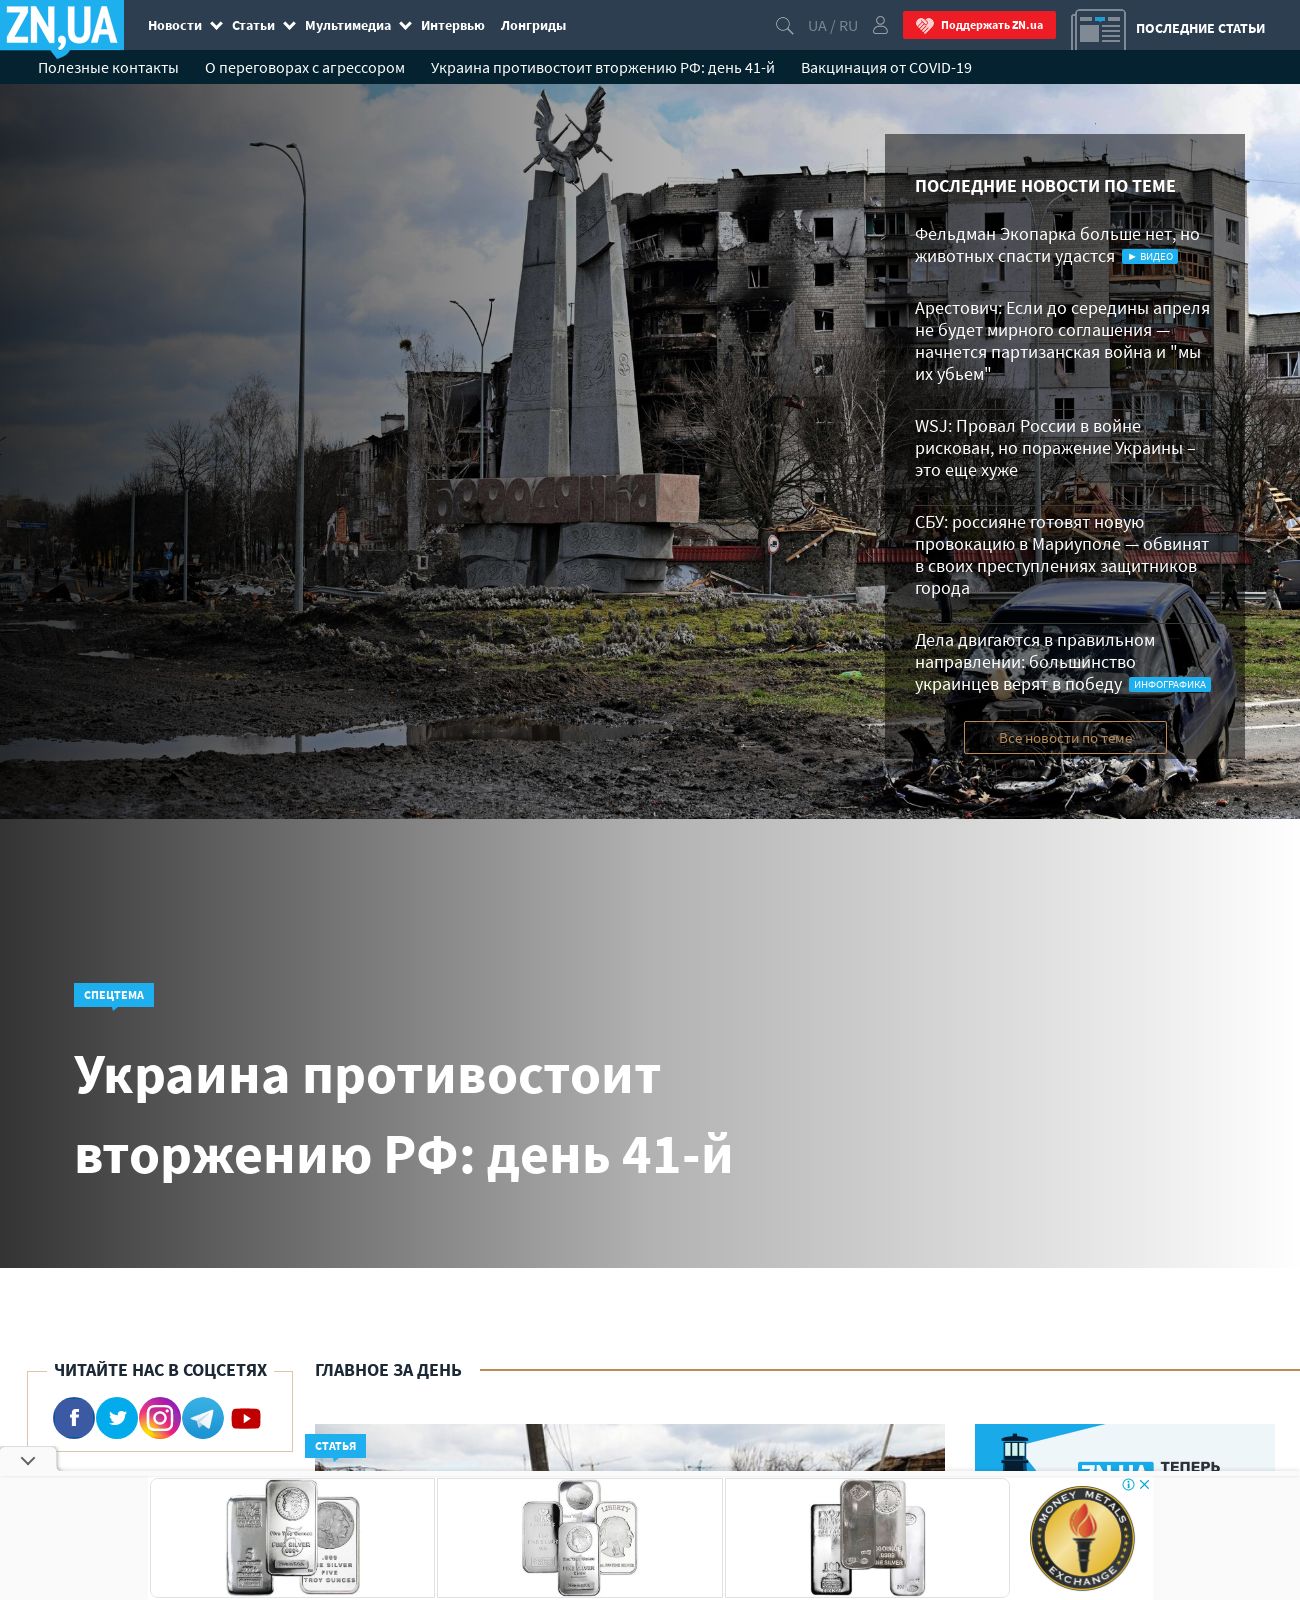 ZN,UA
Новости
Статьи
Мультимедиа
Интервью
Лонгриды
UA / RU
Поддержать ZN.ua
ПОСЛЕДНИЕ СТАТЬИ
Полезные контакты
О переговорах с агрессором
Украина противостоит вторжению РФ: день 41-й
Вакцинация от COVID-19
Бородянка
ПОСЛЕДНИЕ НОВОСТИ ПО ТЕМЕ
Фельдман Экопарка больше нет, но
животных спасти удастся ВИДЕО
Арестович: Если до середины апреля
не будет мирного соглашения —
начнется партизанская война и "мы
их убьем"
WSJ: Провал России в войне
рискован, но поражение Украины –
это еще хуже
СБУ: россияне готовят новую
провокацию в Мариуполе — обвинят
в своих преступлениях защитников
города
Дела двигаются в правильном
направлении: большинство
украинцев верят в победу ИНФОГРАФИКА
Все новости по теме
СПЕЦТЕМА
Украина противостоит
вторжению РФ: день 41-й
ЧИТАЙТЕ НАС В СОЦСЕТЯХ
ГЛАВНОЕ ЗА ДЕНЬ
СТАТЬЯ
ZN,UA ТЕПЕРЬ
MONEY METALS
EXCHANGE